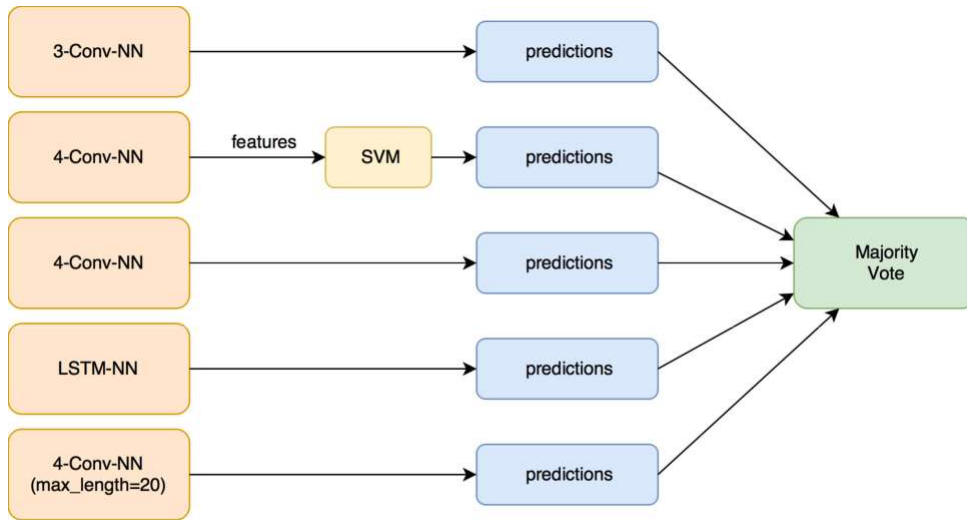 3-Conv-NN
predictions
4-Conv-NN
features
SVM
predictions
4-Conv-NN
predictions
Majority
Vote
LSTM-NN
predictions
4-Conv-NN
(max_length=20)
predictions